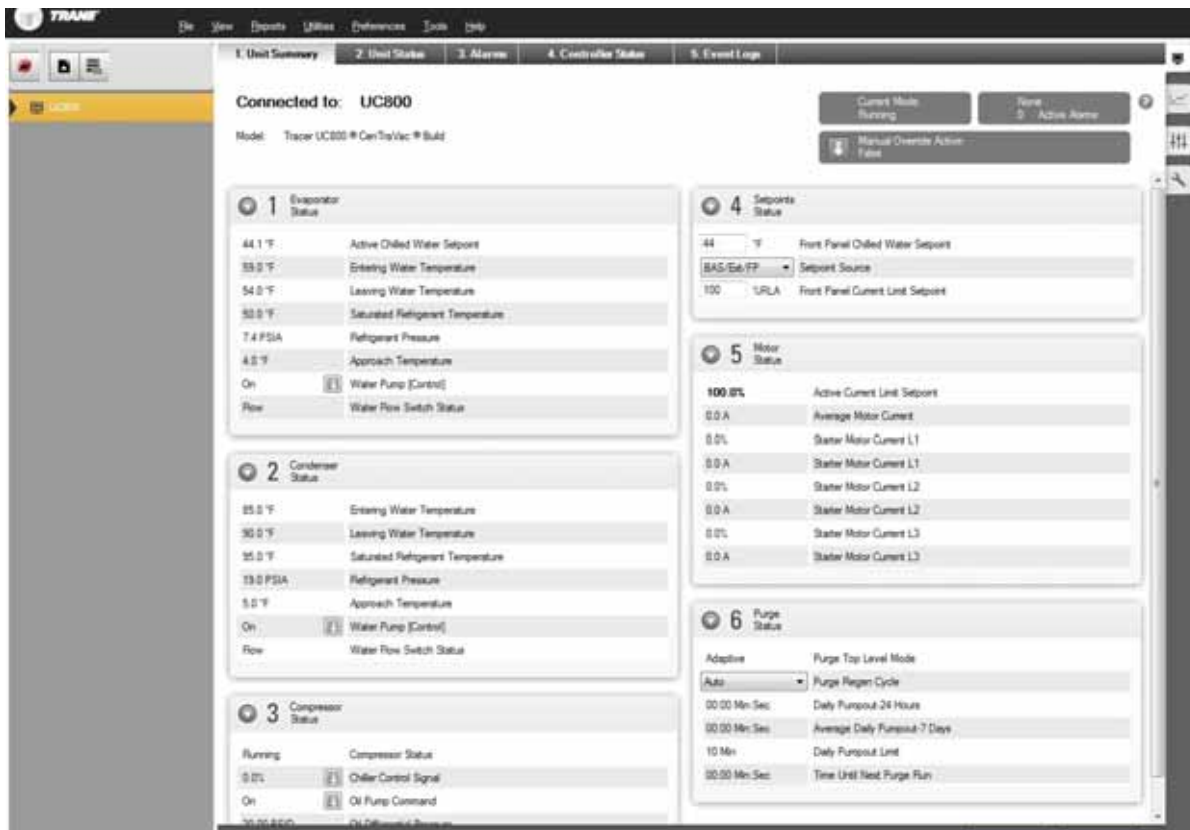 TRANE
File View Reports Utilities Preferences Tools Help
1. Unit Summary 2. Unit Status 3. Alarms 4. Controller Status 5. Event Logs
UC800
Connected to: UC800
Model: Tracer UC800 ® CenTraVac ® Build
Current Mode
Running
None
0 Active Alarms
Manual Override Active
False
1 Evaporator Status
44.1 °F Active Chilled Water Setpoint
59.0 °F Entering Water Temperature
54.0 °F Leaving Water Temperature
50.0 °F Saturated Refrigerant Temperature
7.4 PSIA Refrigerant Pressure
4.0 °F Approach Temperature
On Water Pump [Control]
Flow Water Flow Switch Status
2 Condenser Status
85.0 °F Entering Water Temperature
90.0 °F Leaving Water Temperature
95.0 °F Saturated Refrigerant Temperature
19.0 PSIA Refrigerant Pressure
5.0 °F Approach Temperature
On Water Pump [Control]
Flow Water Flow Switch Status
3 Compressor Status
Running Compressor Status
0.0% Chiller Control Signal
On Oil Pump Command
20.00 PSID Oil Differential Pressure
4 Setpoints Status
44 °F Front Panel Chilled Water Setpoint
BAS/Ext/FP Setpoint Source
100 %RLA Front Panel Current Limit Setpoint
5 Motor Status
100.0% Active Current Limit Setpoint
0.0 A Average Motor Current
0.0% Starter Motor Current L1
0.0 A Starter Motor Current L1
0.0% Starter Motor Current L2
0.0 A Starter Motor Current L2
0.0% Starter Motor Current L3
0.0 A Starter Motor Current L3
6 Purge Status
Adaptive Purge Top Level Mode
Auto Purge Regen Cycle
00:00 Min:Sec Daily Pumpout-24 Hours
00:00 Min:Sec Average Daily Pumpout-7 Days
10 Min Daily Pumpout Limit
00:00 Min:Sec Time Until Next Purge Run